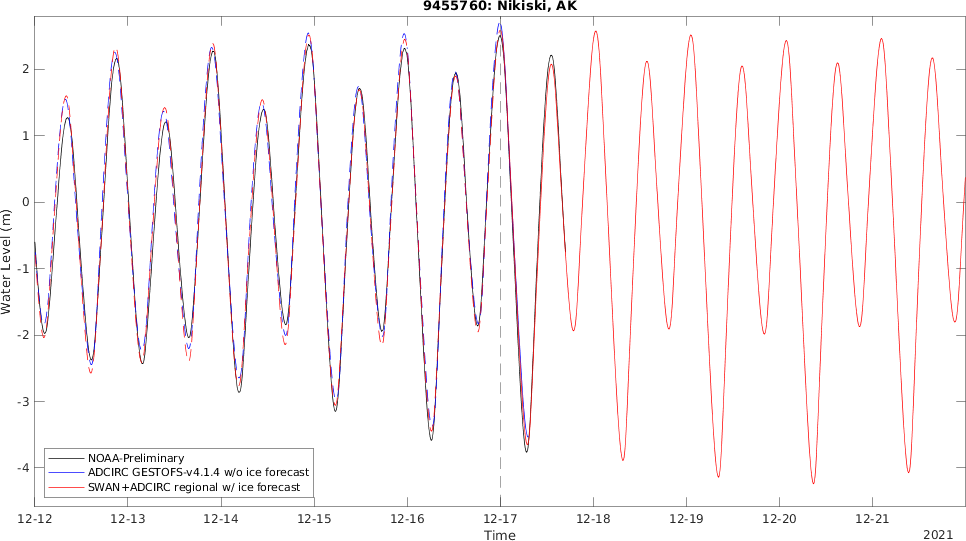 9455760: Nikiski, AK
2
1
0
-1
-2
-3
-4
Water Level (m)
NOAA-Preliminary
ADCIRC GESTOFS-v4.1.4 w/o ice forecast
SWAN+ADCIRC regional w/ ice forecast
12-12 12-13 12-14 12-15 12-16 12-17 12-18 12-19 12-20 12-21
Time
2021